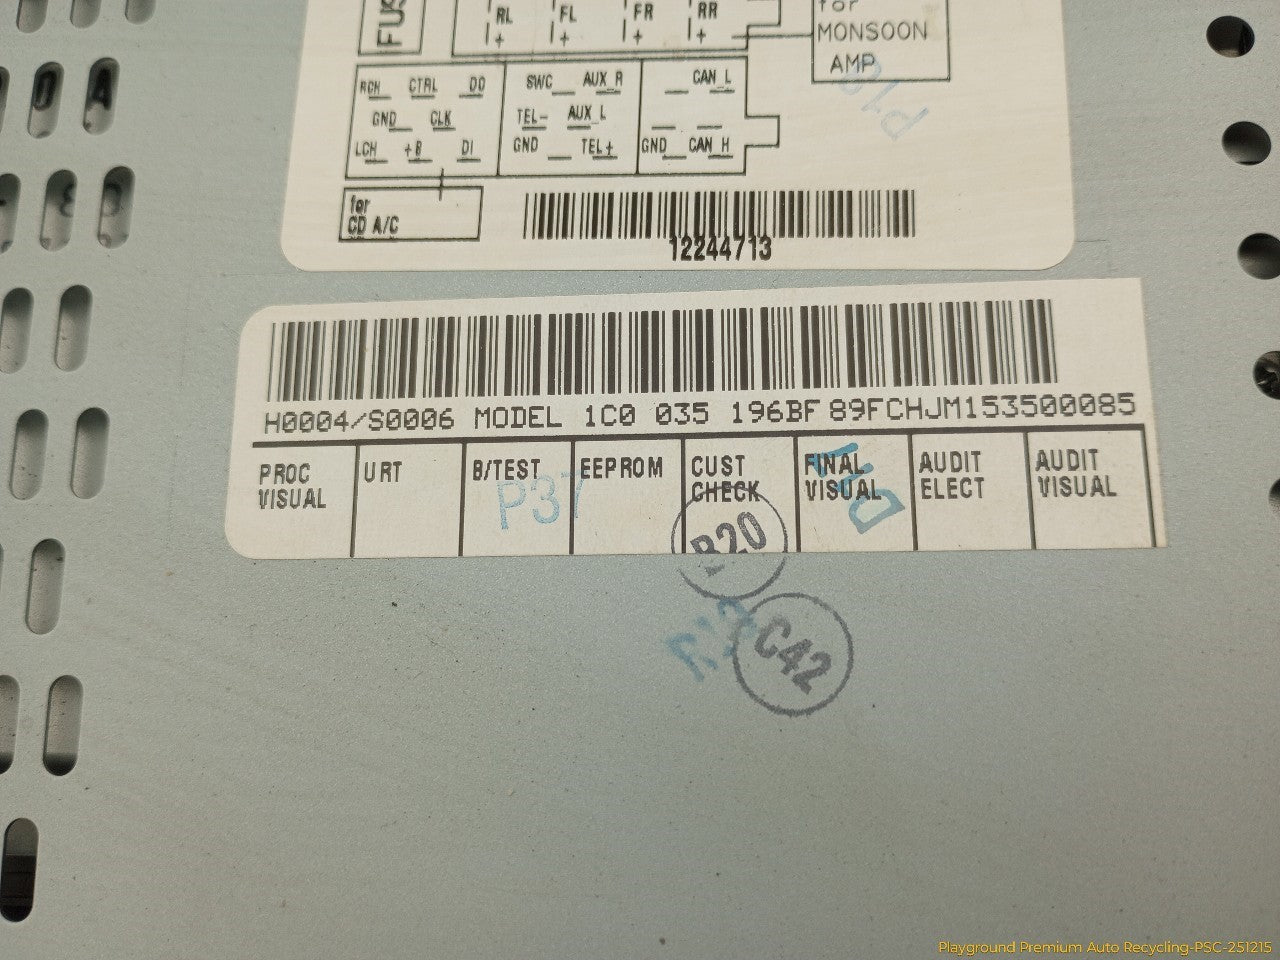 FUS
RL FL FR RR
+ + + +
for
MONSOON
AMP
RCH CTRL DO
GND CLK
LCH +B DI
SWC AUX R
TEL- AUX L
GND TEL+
CAN L
GND CAN H
for
CD A/C
P19
12244713
H0004/S0006 MODEL 1C0 035 196BF 89FCHJM153500085
PROC VISUAL
URT
B/TEST
EEPROM
CUST CHECK
FINAL VISUAL
AUDIT ELECT
AUDIT VISUAL
P37
B20
C42
Playground Premium Auto Recycling-PSC-251215